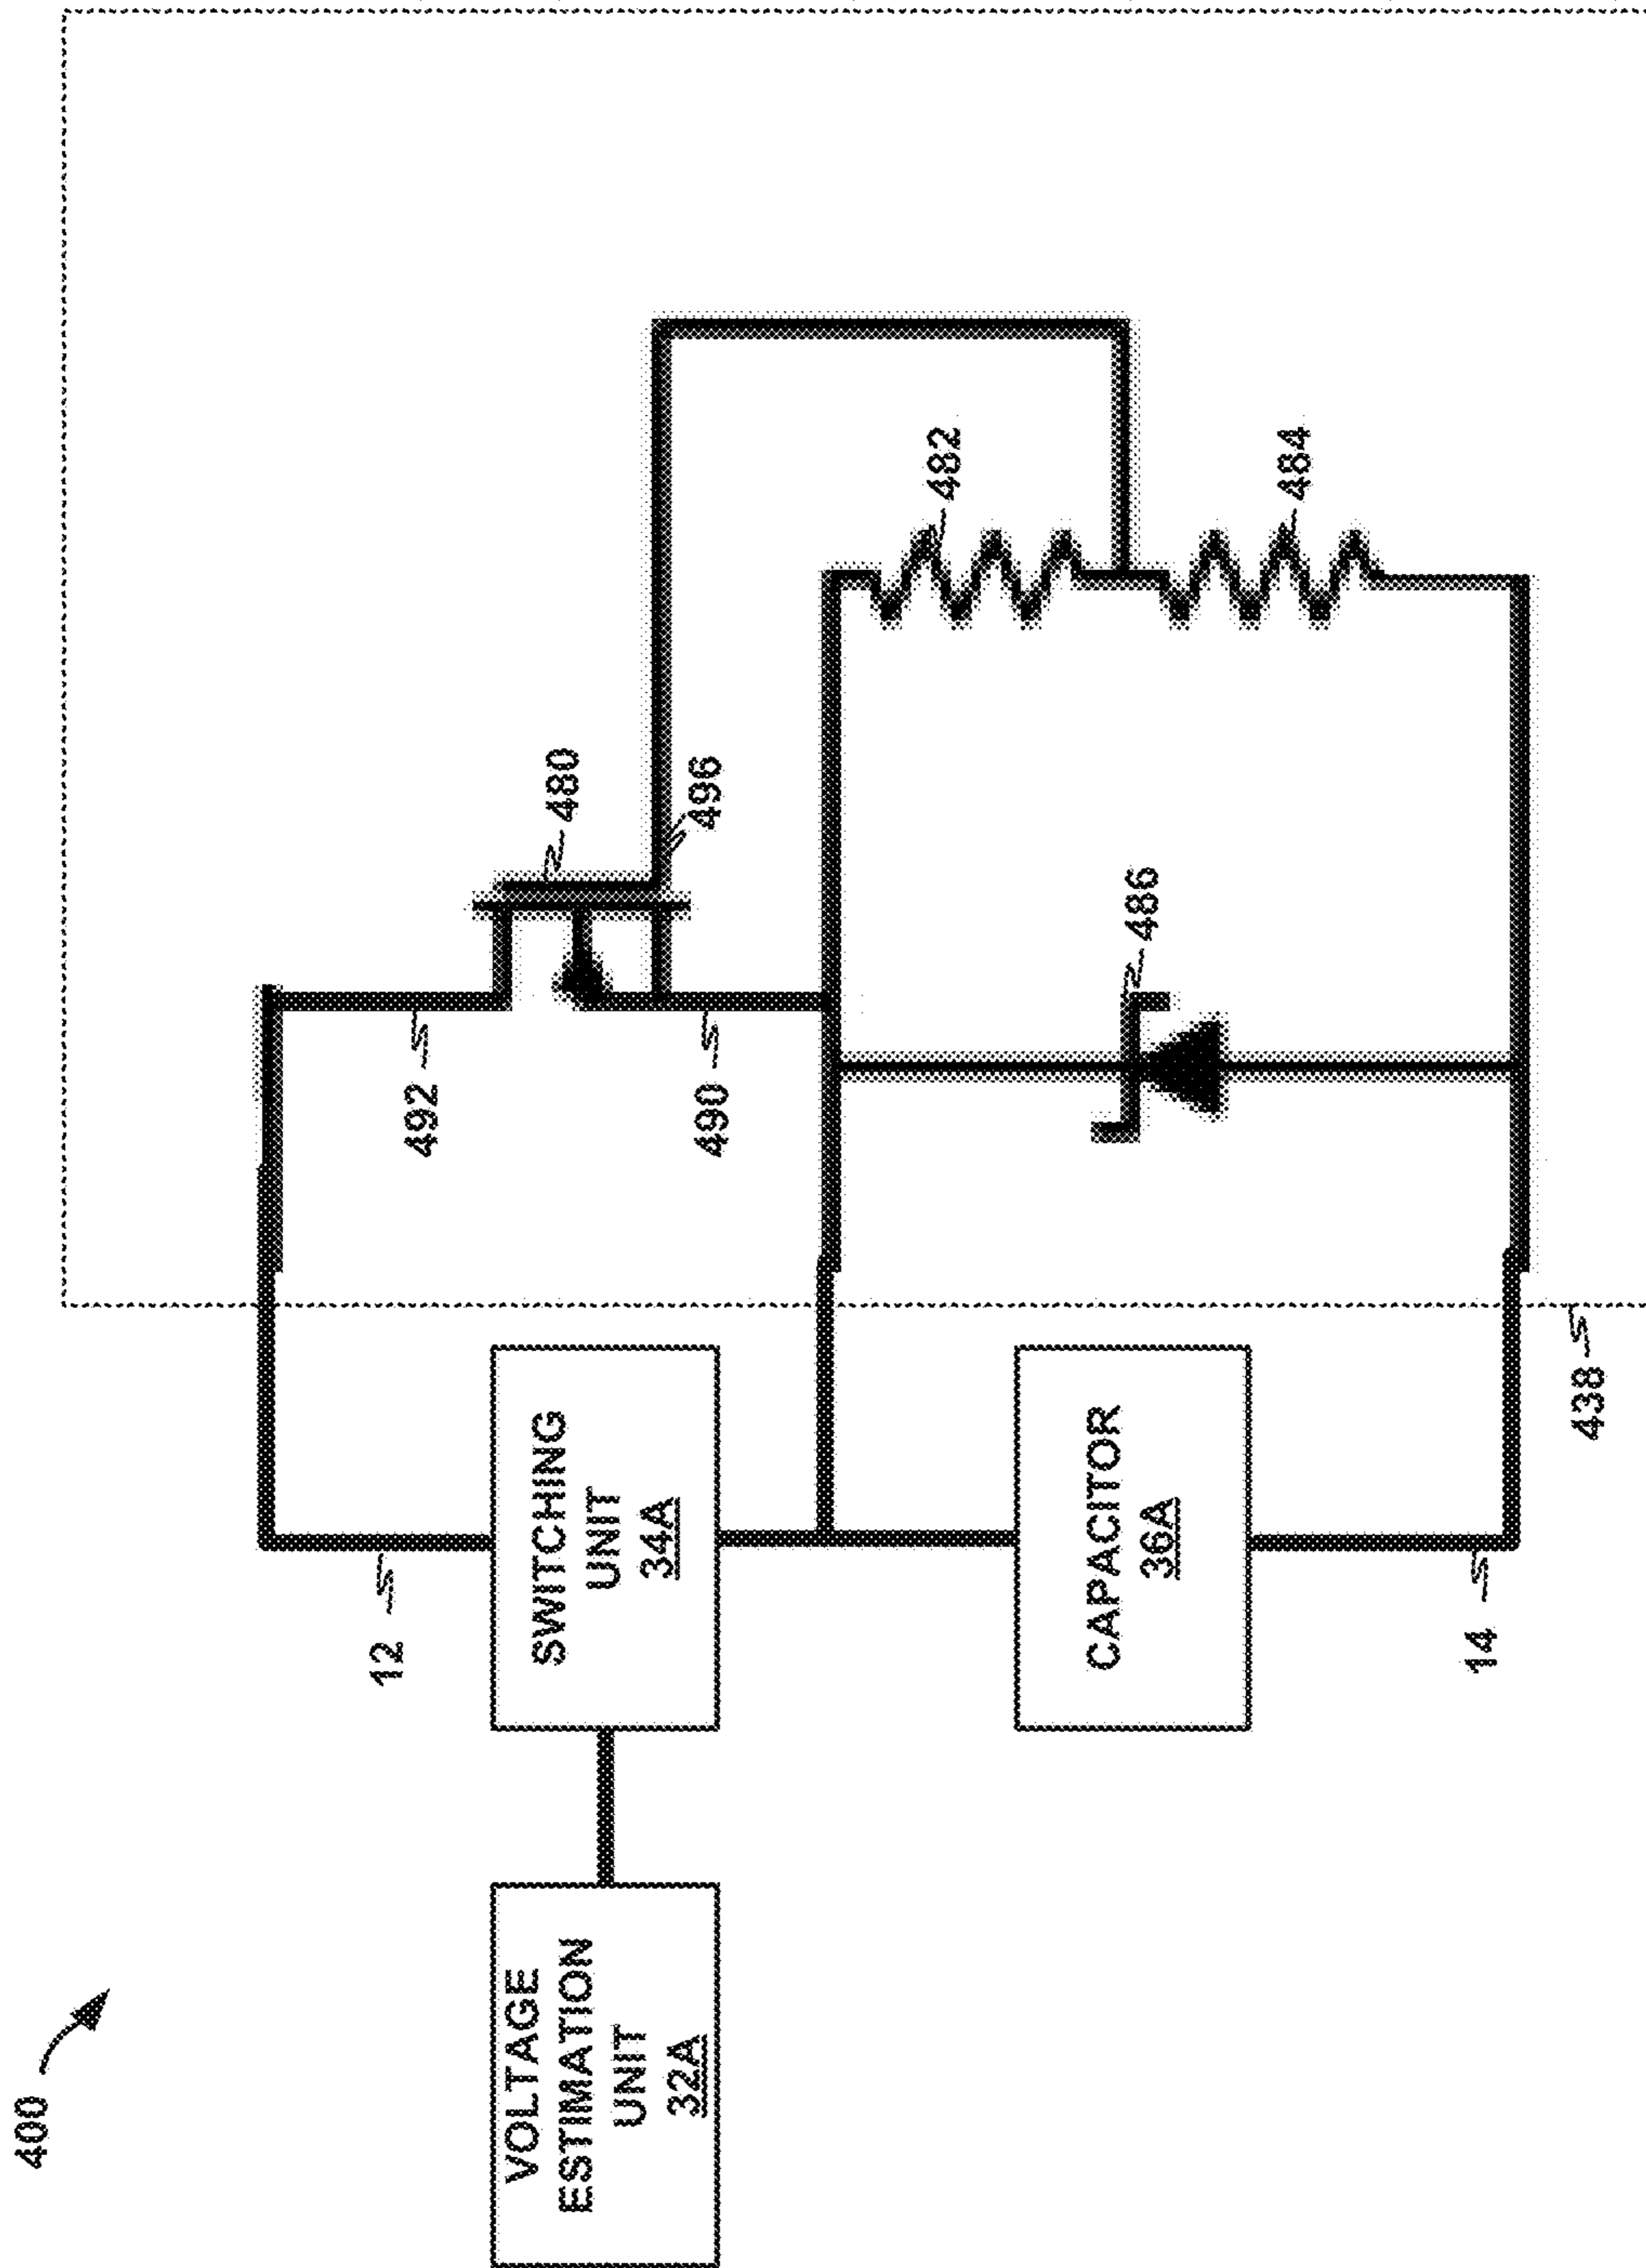 400
VOLTAGE
ESTIMATION
UNIT
32A
12
SWITCHING
UNIT
34A
CAPACITOR
36A
14
438
492
490
480
496
486
482
484